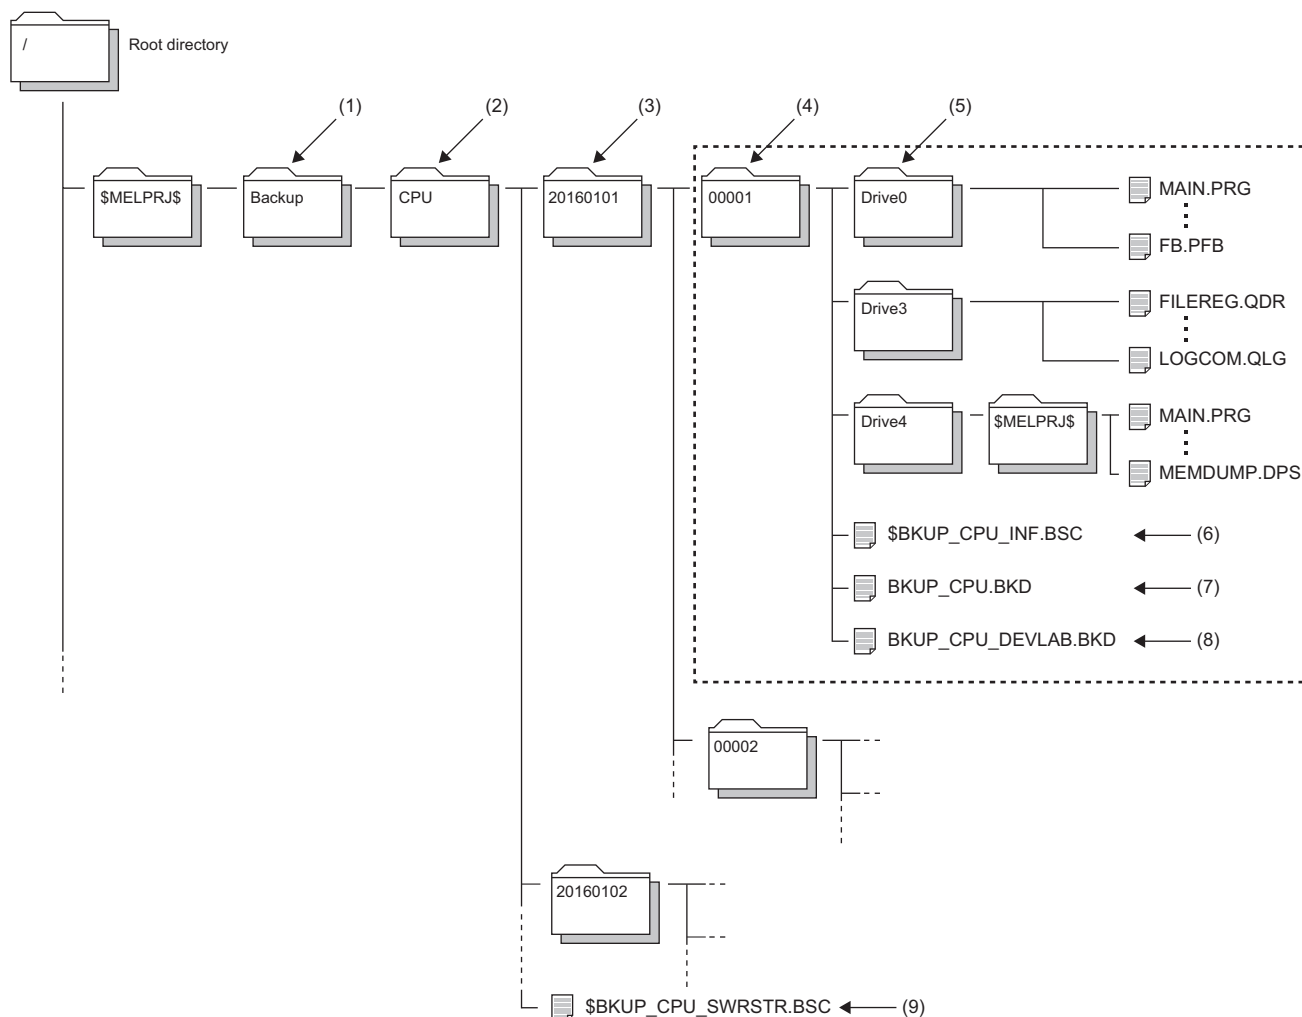 /
Root directory
(1)
(2)
(3)
(4)
(5)
$MELPRJ$
Backup
CPU
20160101
00001
Drive0
MAIN.PRG
FB.PFB
Drive3
FILEREG.QDR
LOGCOM.QLG
Drive4
$MELPRJ$
MAIN.PRG
MEMDUMP.DPS
$BKUP_CPU_INF.BSC
(6)
BKUP_CPU.BKD
(7)
BKUP_CPU_DEVLAB.BKD
(8)
00002
20160102
$BKUP_CPU_SWRSTR.BSC
(9)